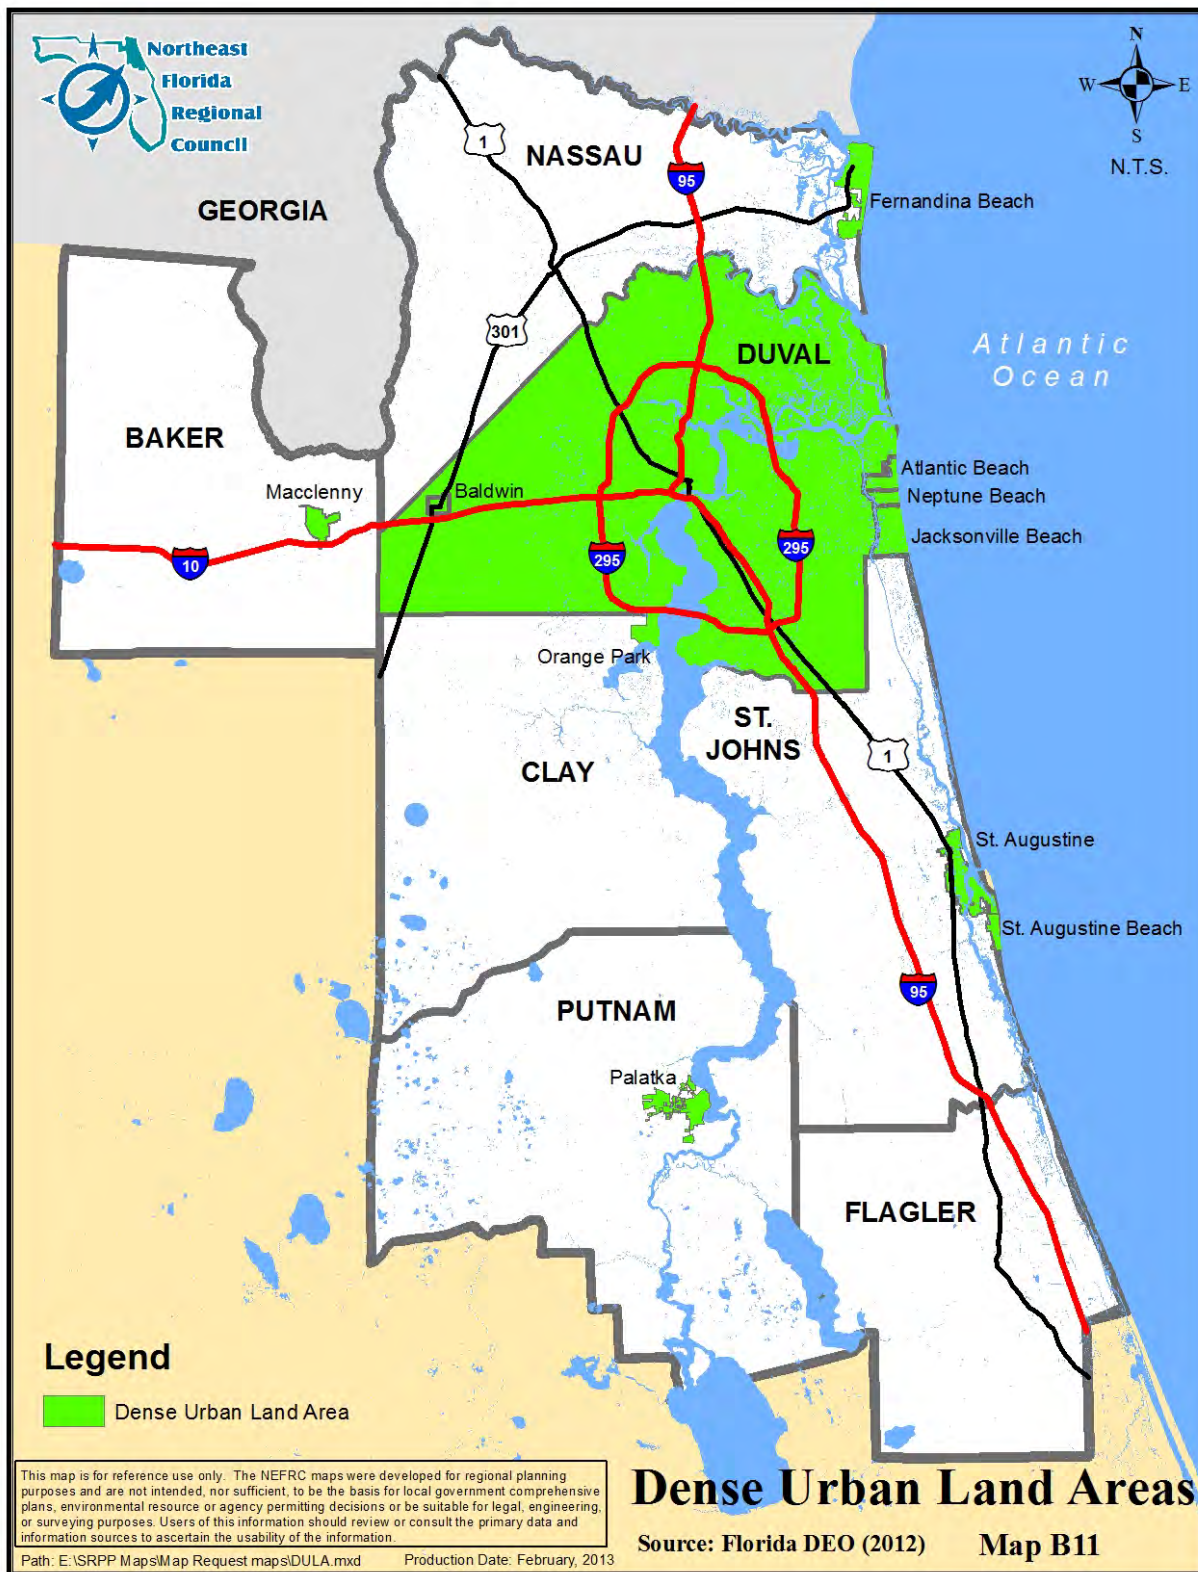 Northeast
Florida
Regional
Council
N
W E
S
N.T.S.
1
NASSAU
95
GEORGIA
Fernandina Beach
301
DUVAL
Atlantic
Ocean
BAKER
Atlantic Beach
Macclenny
Baldwin
Neptune Beach
Jacksonville Beach
10
295
295
Orange Park
ST.
JOHNS
CLAY
1
St. Augustine
St. Augustine Beach
95
PUTNAM
Palatka
FLAGLER
Legend
Dense Urban Land Area
This map is for reference use only. The NEFRC maps were developed for regional planning
purposes and are not intended, nor sufficient, to be the basis for local government comprehensive
plans, environmental resource or agency permitting decisions or be suitable for legal, engineering,
or surveying purposes. Users of this information should review or consult the primary data and
information sources to ascertain the usability of the information.
Path: E:\SRPP Maps\Map Request maps\DULA.mxd Production Date: February, 2013
Dense Urban Land Areas
Source: Florida DEO (2012) Map B11